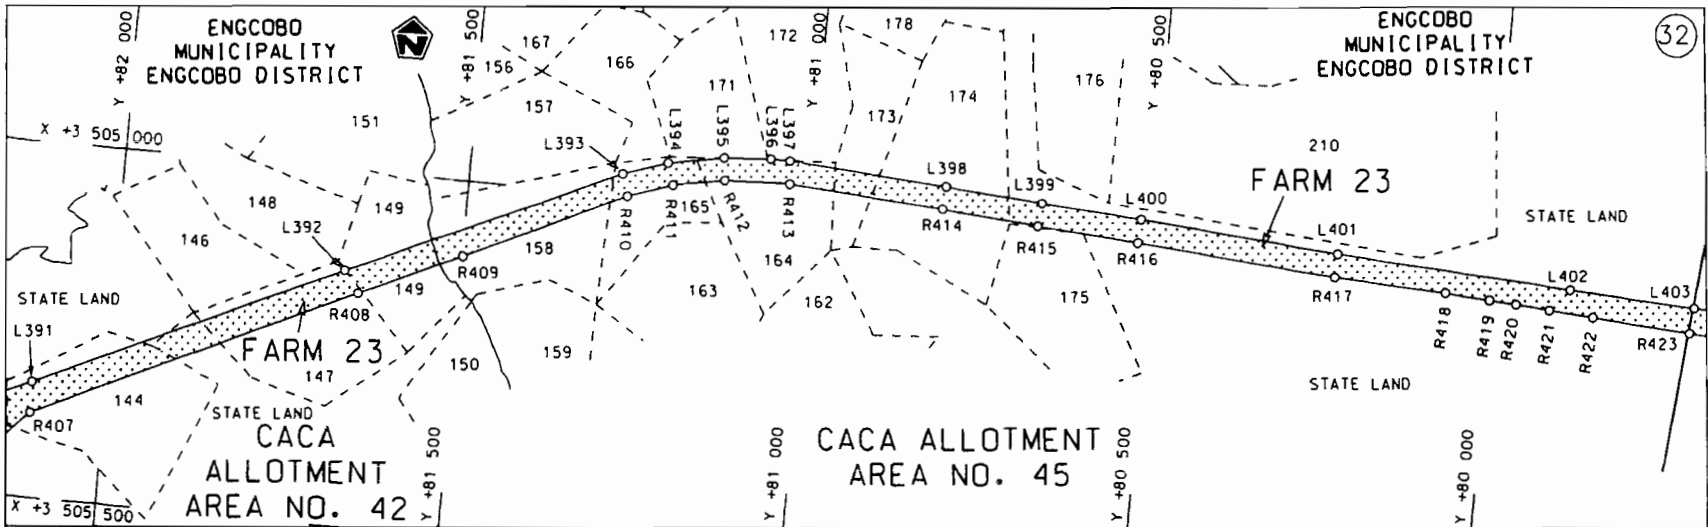 ENGCOBO
MUNICIPALITY
ENGCOBO DISTRICT
N
ENGCOBO
MUNICIPALITY
ENGCOBO DISTRICT
32
Y +82 000
Y +81 500
Y +81 000
Y +80 500
X +3 505 000
167
156
166
172
178
151
157
171
173
174
176
210
L393
L394
L395
L396
L397
L398
L399
L400
L401
L402
L403
FARM 23
STATE LAND
148
149
146
L392
165
158
164
R410
R411
R412
R413
R414
R415
R416
R417
R418
R419
R420
R421
R422
R423
R409
R408
149
163
162
175
STATE LAND
L391
FARM 23
147
150
159
144
R407
STATE LAND
STATE LAND
CACA
ALLOTMENT
AREA NO. 42
CACA ALLOTMENT
AREA NO. 45
X +3 505 500
Y +81 500
Y +81 000
Y +80 500
Y +80 000